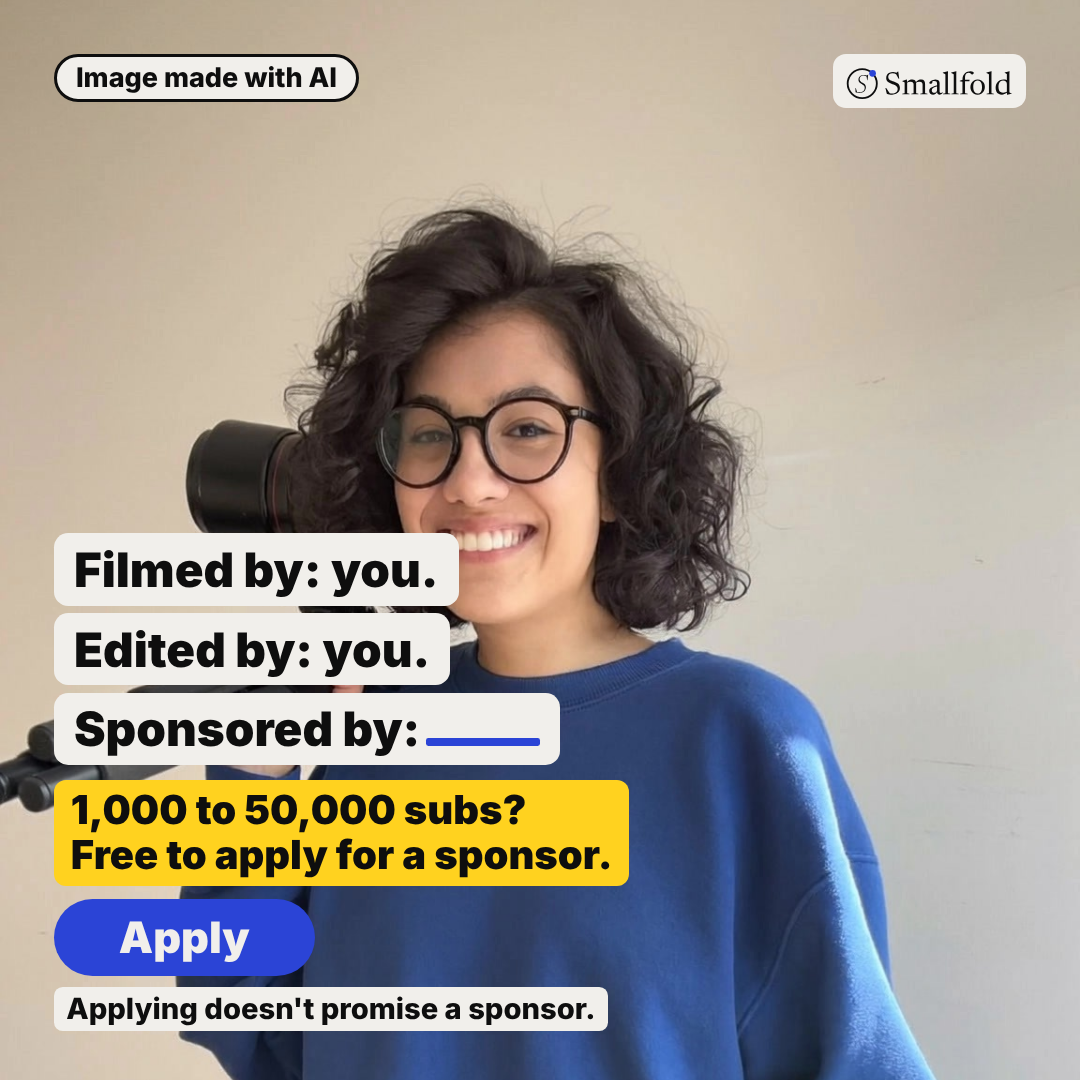 Image made with AI
S Smallfold
Filmed by: you.
Edited by: you.
Sponsored by:
1,000 to 50,000 subs?
Free to apply for a sponsor.
Apply
Applying doesn't promise a sponsor.